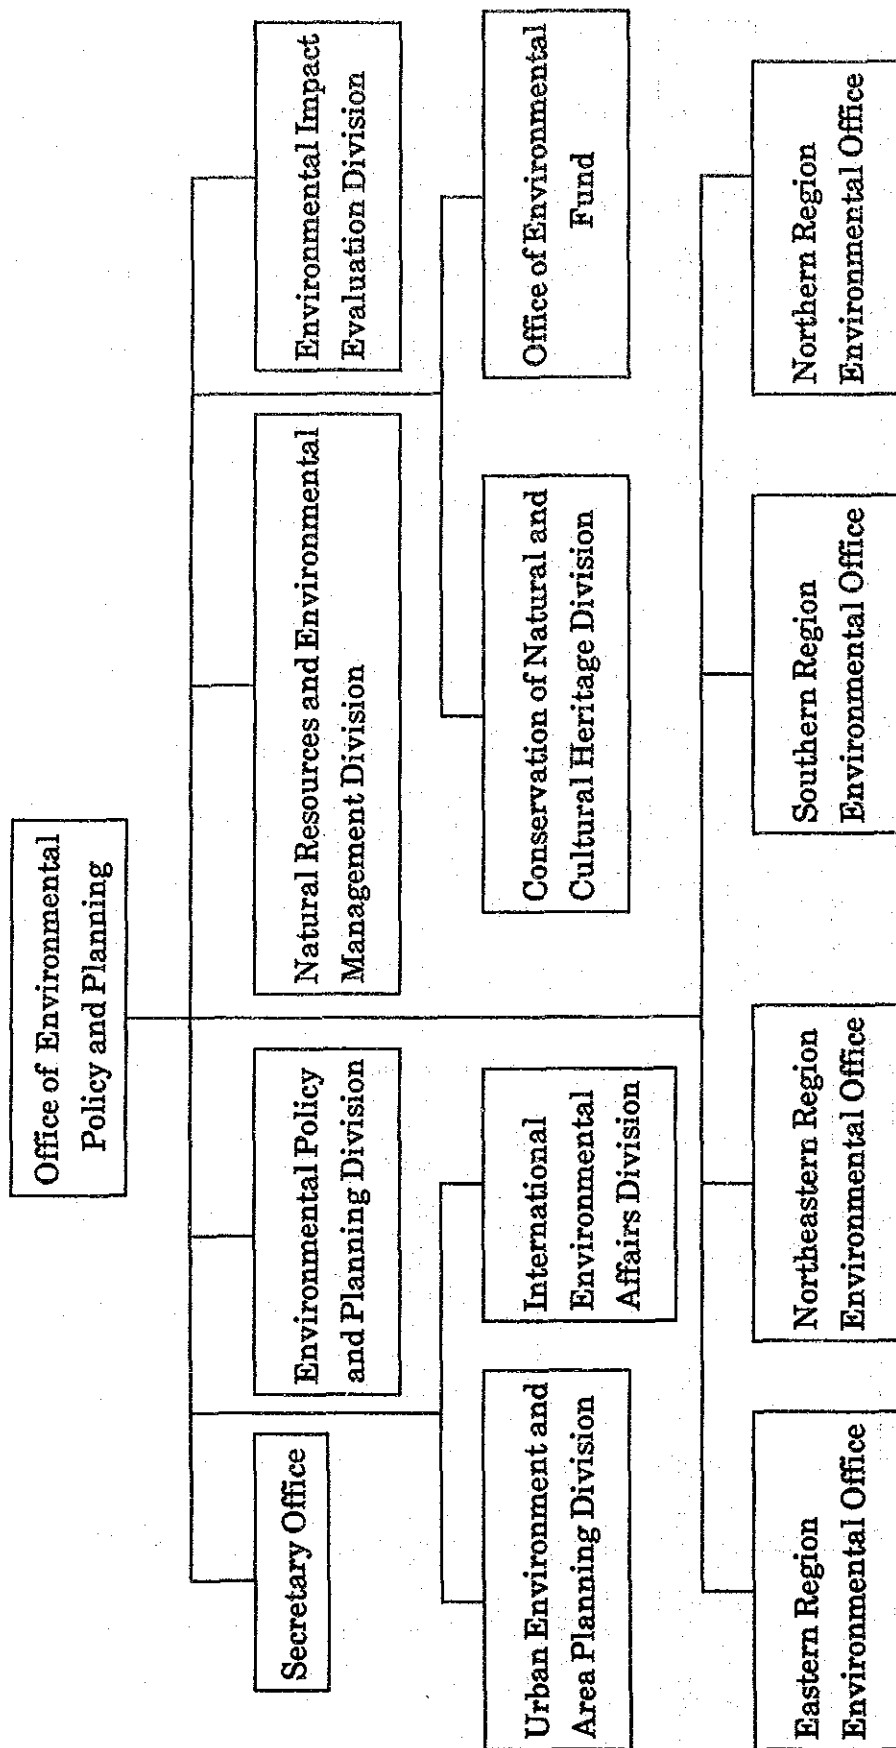 Office of Environmental
Policy and Planning
Secretary Office
Environmental Policy
and Planning Division
Natural Resources and Environmental
Management Division
Environmental Impact
Evaluation Division
Urban Environment and
Area Planning Division
International
Environmental
Affairs Division
Conservation of Natural and
Cultural Heritage Division
Office of Environmental
Fund
Eastern Region
Environmental Office
Northeastern Region
Environmental Office
Southern Region
Environmental Office
Northern Region
Environmental Office